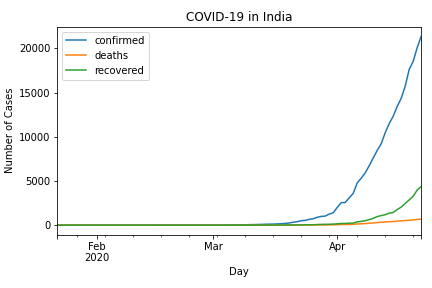 COVID-19 in India
confirmed
deaths
recovered
20000
15000
10000
5000
0
Number of Cases
Feb
2020
Mar
Apr
Day